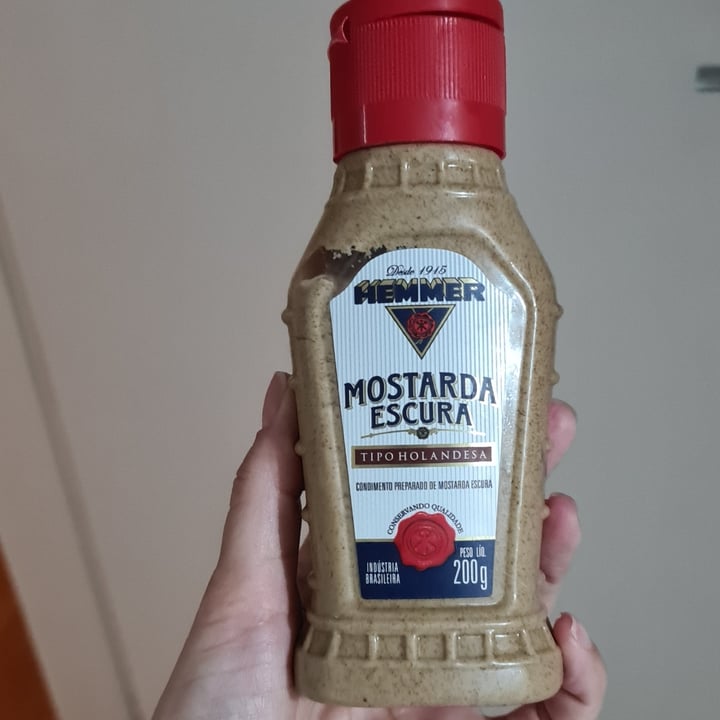 Desde 1915
HEMMER
MOSTARDA
ESCURA
TIPO HOLANDESA
CONDIMENTO PREPARADO DE MOSTARDA ESCURA
CONSERVANDO QUALIDADE
INDÚSTRIA
BRASILEIRA
PESO LÍQ.
200g